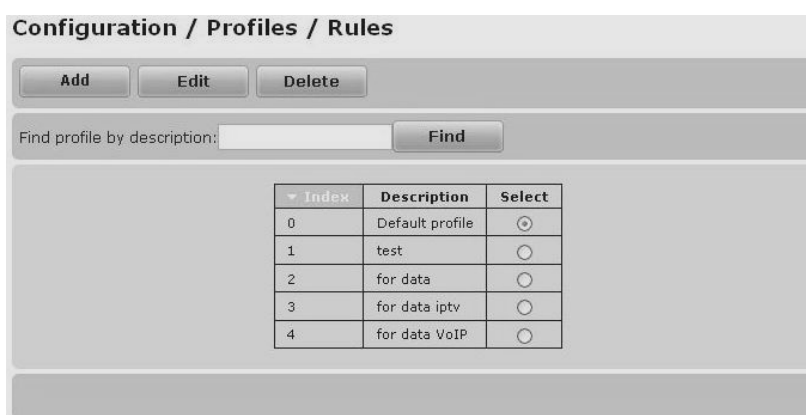 Configuration / Profiles / Rules
Add Edit Delete
Find profile by description: Find
Index Description Select
0 Default profile
1 test
2 for data
3 for data iptv
4 for data VoIP